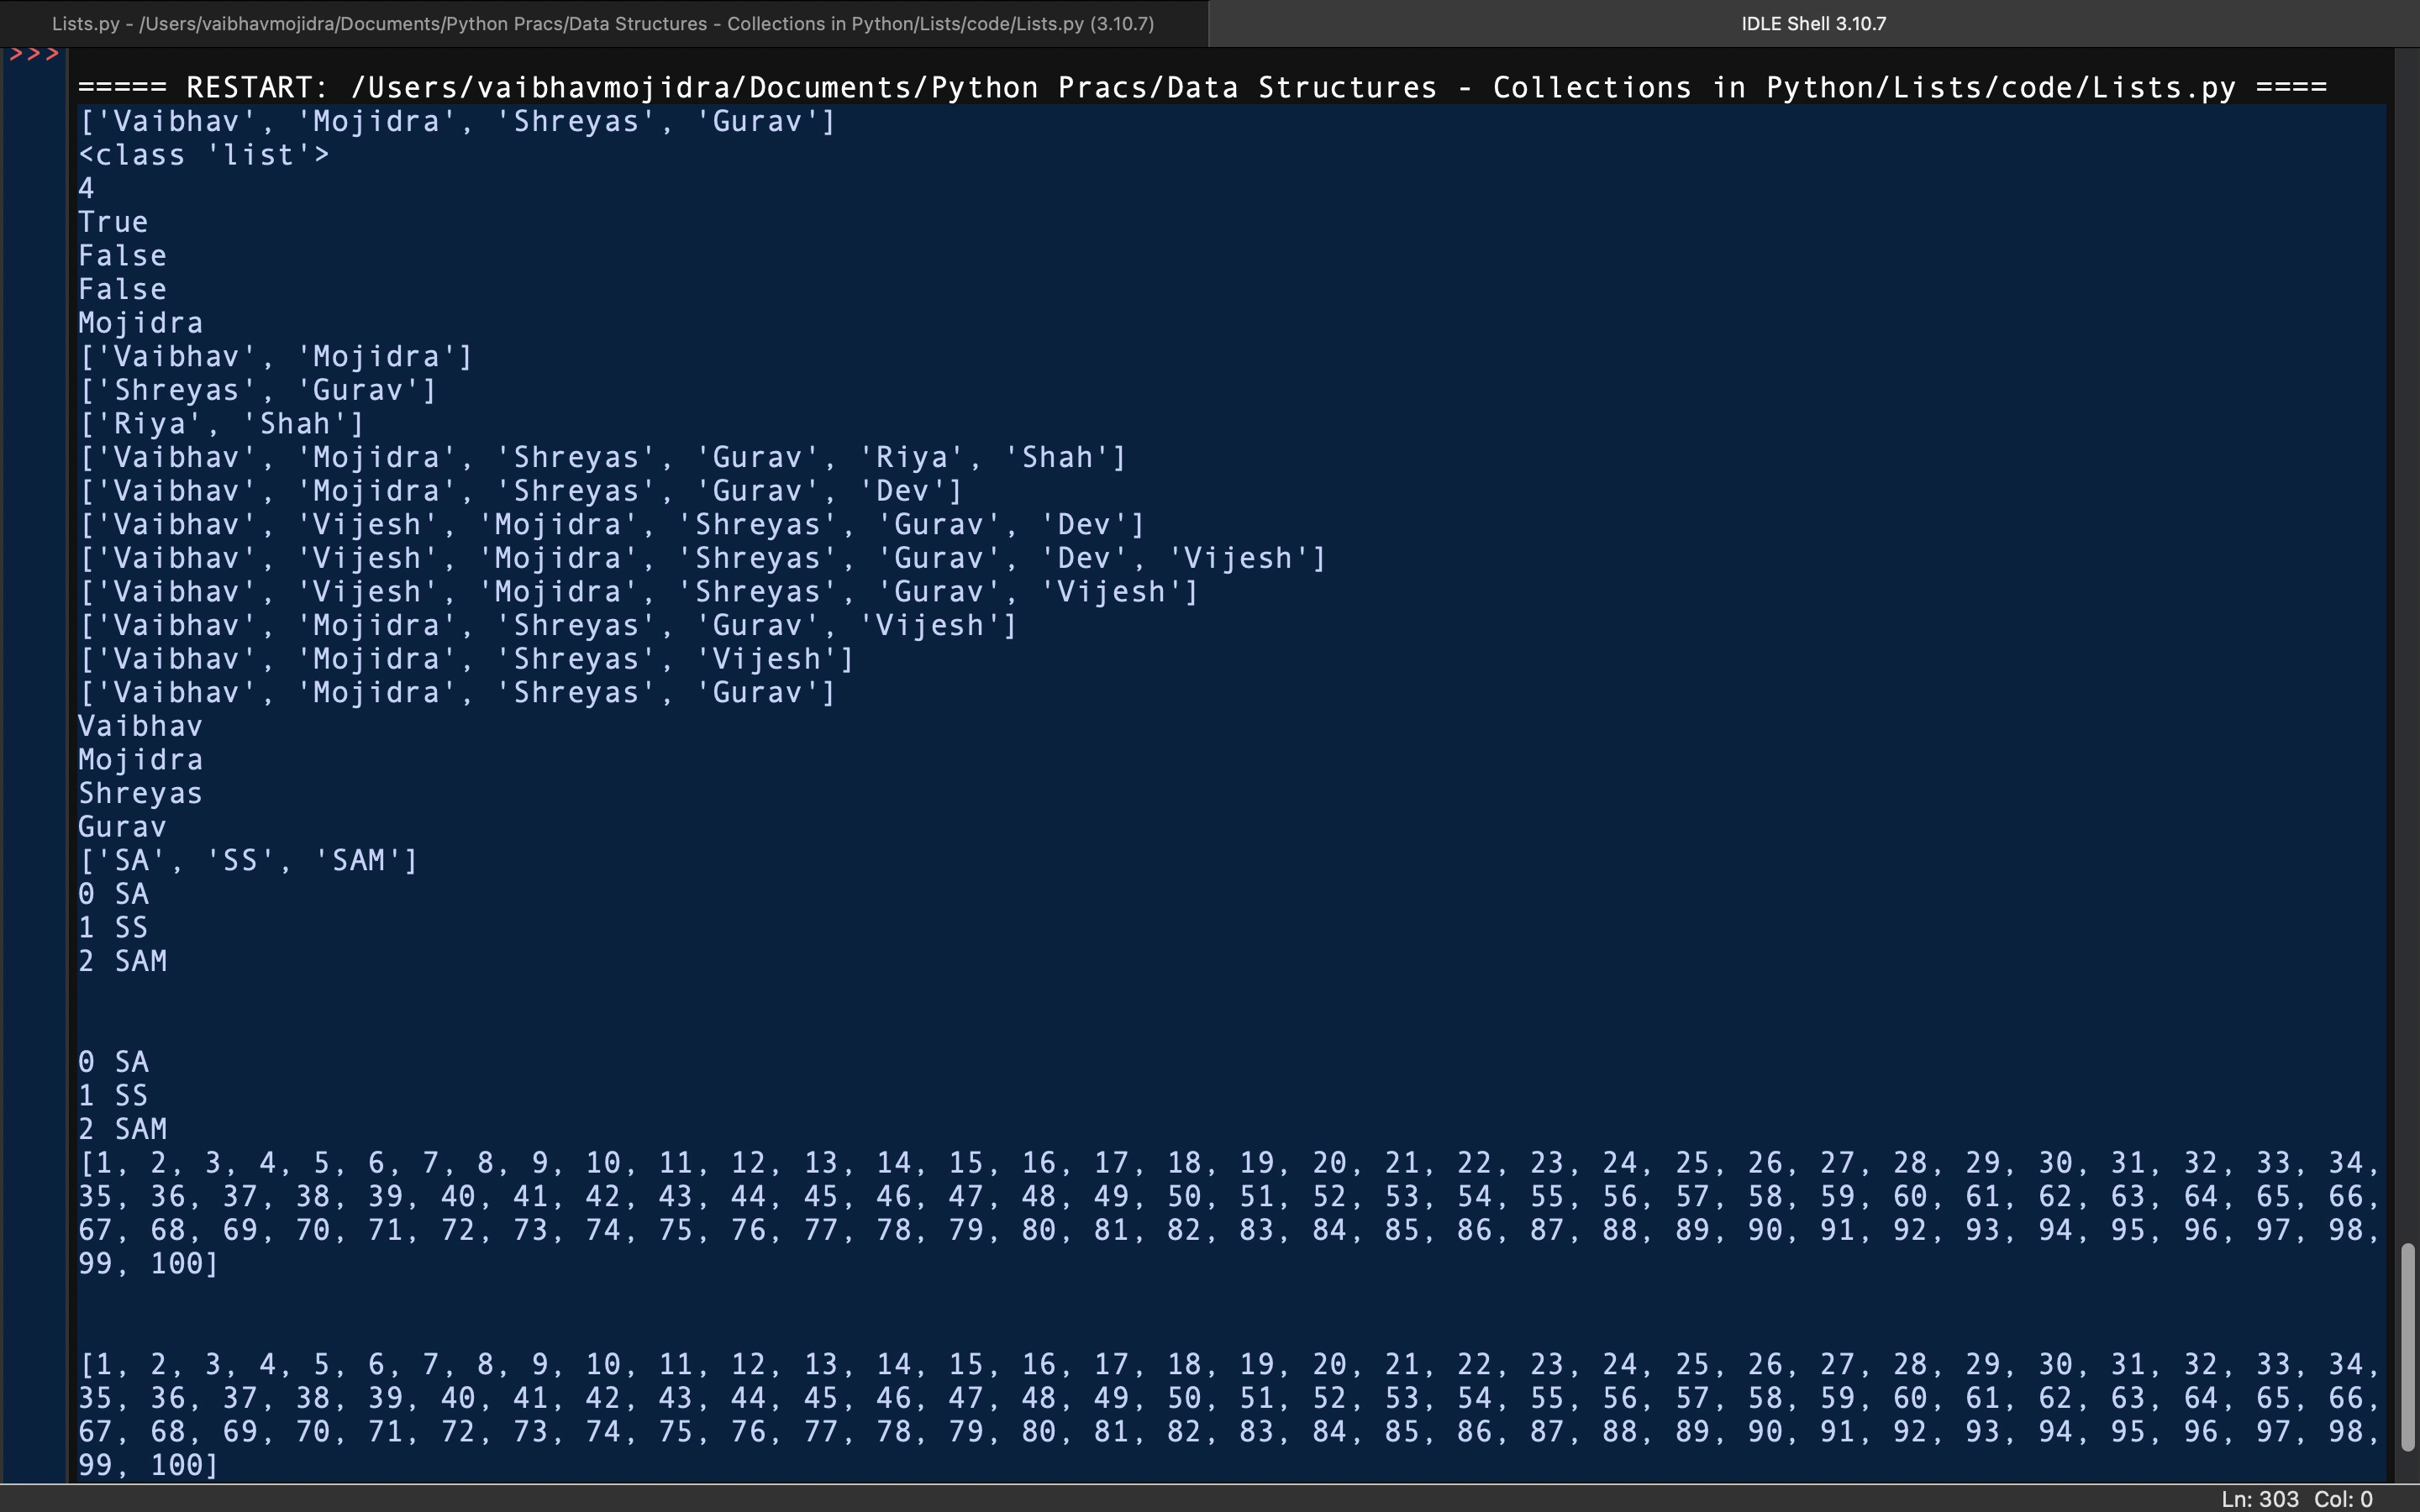 Lists.py - /Users/vaibhavmojidra/Documents/Python Pracs/Data Structures - Collections in Python/Lists/code/Lists.py (3.10.7)
IDLE Shell 3.10.7
>>>
===== RESTART: /Users/vaibhavmojidra/Documents/Python Pracs/Data Structures - Collections in Python/Lists/code/Lists.py ====
['Vaibhav', 'Mojidra', 'Shreyas', 'Gurav']
<class 'list'>
4
True
False
False
Mojidra
['Vaibhav', 'Mojidra']
['Shreyas', 'Gurav']
['Riya', 'Shah']
['Vaibhav', 'Mojidra', 'Shreyas', 'Gurav', 'Riya', 'Shah']
['Vaibhav', 'Mojidra', 'Shreyas', 'Gurav', 'Dev']
['Vaibhav', 'Vijesh', 'Mojidra', 'Shreyas', 'Gurav', 'Dev']
['Vaibhav', 'Vijesh', 'Mojidra', 'Shreyas', 'Gurav', 'Dev', 'Vijesh']
['Vaibhav', 'Vijesh', 'Mojidra', 'Shreyas', 'Gurav', 'Vijesh']
['Vaibhav', 'Mojidra', 'Shreyas', 'Gurav', 'Vijesh']
['Vaibhav', 'Mojidra', 'Shreyas', 'Vijesh']
['Vaibhav', 'Mojidra', 'Shreyas', 'Gurav']
Vaibhav
Mojidra
Shreyas
Gurav
['SA', 'SS', 'SAM']
0 SA
1 SS
2 SAM
0 SA
1 SS
2 SAM
[1, 2, 3, 4, 5, 6, 7, 8, 9, 10, 11, 12, 13, 14, 15, 16, 17, 18, 19, 20, 21, 22, 23, 24, 25, 26, 27, 28, 29, 30, 31, 32, 33, 34,
35, 36, 37, 38, 39, 40, 41, 42, 43, 44, 45, 46, 47, 48, 49, 50, 51, 52, 53, 54, 55, 56, 57, 58, 59, 60, 61, 62, 63, 64, 65, 66,
67, 68, 69, 70, 71, 72, 73, 74, 75, 76, 77, 78, 79, 80, 81, 82, 83, 84, 85, 86, 87, 88, 89, 90, 91, 92, 93, 94, 95, 96, 97, 98,
99, 100]
[1, 2, 3, 4, 5, 6, 7, 8, 9, 10, 11, 12, 13, 14, 15, 16, 17, 18, 19, 20, 21, 22, 23, 24, 25, 26, 27, 28, 29, 30, 31, 32, 33, 34,
35, 36, 37, 38, 39, 40, 41, 42, 43, 44, 45, 46, 47, 48, 49, 50, 51, 52, 53, 54, 55, 56, 57, 58, 59, 60, 61, 62, 63, 64, 65, 66,
67, 68, 69, 70, 71, 72, 73, 74, 75, 76, 77, 78, 79, 80, 81, 82, 83, 84, 85, 86, 87, 88, 89, 90, 91, 92, 93, 94, 95, 96, 97, 98,
99, 100]
Ln: 303 Col: 0